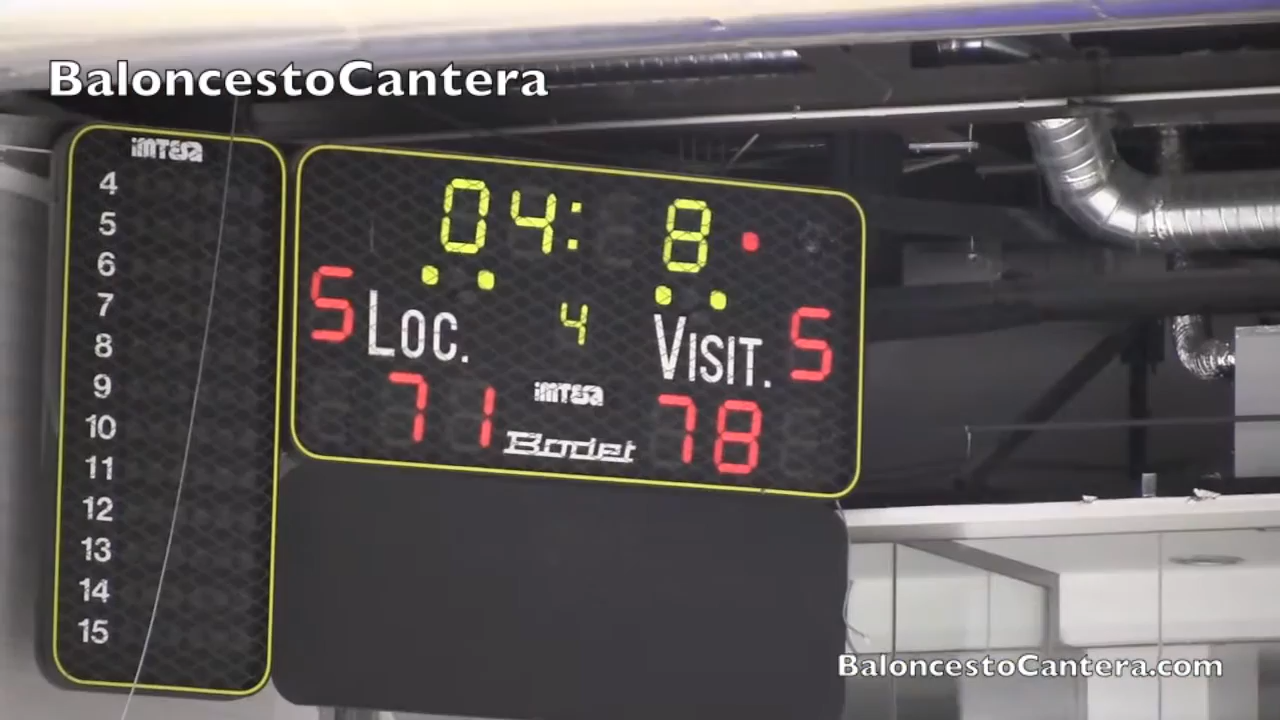 BaloncestoCantera
imtesa
4
5
6
7
8
9
10
11
12
13
14
15
04: 8
5 LOC. 4 VISIT. 5
71 imtesa 78
Bodet
BaloncestoCantera.com